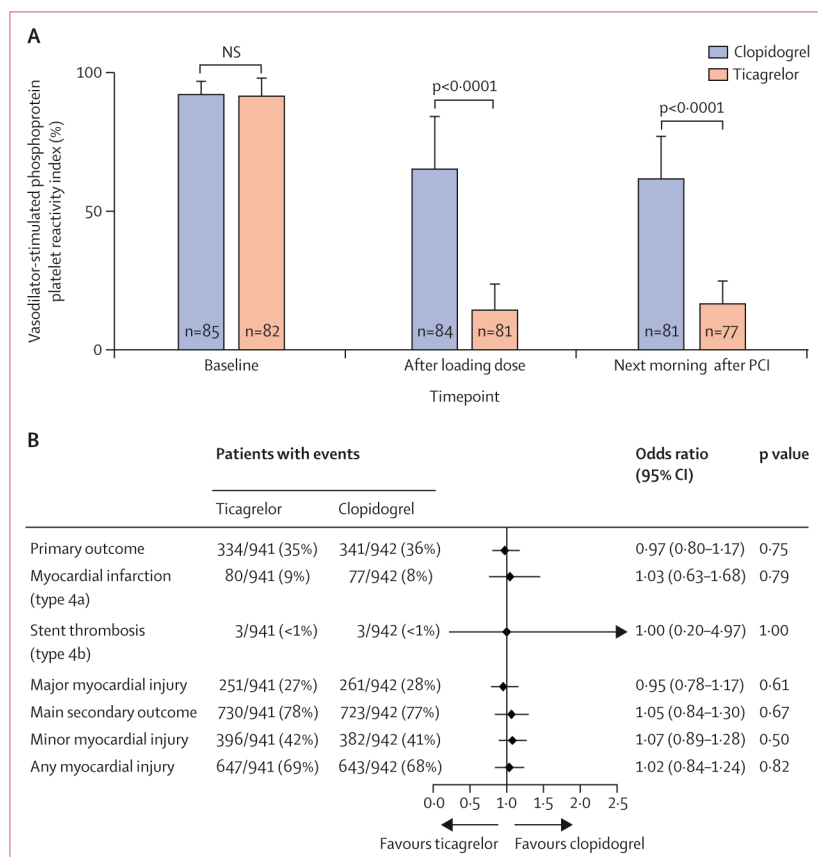 A
NS
Clopidogrel
Ticagrelor
p<0·0001
p<0·0001
100
50
0
Vasodilator-stimulated phosphoprotein
platelet reactivity index (%)
n=85
n=82
n=84
n=81
n=81
n=77
Baseline
After loading dose
Next morning after PCI
Timepoint
B
Patients with events
Odds ratio
(95% CI)
p value
Ticagrelor
Clopidogrel
Primary outcome 334/941 (35%) 341/942 (36%) 0·97 (0·80–1·17) 0·75
Myocardial infarction 80/941 (9%) 77/942 (8%) 1·03 (0·63–1·68) 0·79
(type 4a)
Stent thrombosis 3/941 (<1%) 3/942 (<1%) 1·00 (0·20–4·97) 1·00
(type 4b)
Major myocardial injury 251/941 (27%) 261/942 (28%) 0·95 (0·78–1·17) 0·61
Main secondary outcome 730/941 (78%) 723/942 (77%) 1·05 (0·84–1·30) 0·67
Minor myocardial injury 396/941 (42%) 382/942 (41%) 1·07 (0·89–1·28) 0·50
Any myocardial injury 647/941 (69%) 643/942 (68%) 1·02 (0·84–1·24) 0·82
0·0 0·5 1·0 1·5 2·0 2·5
Favours ticagrelor Favours clopidogrel